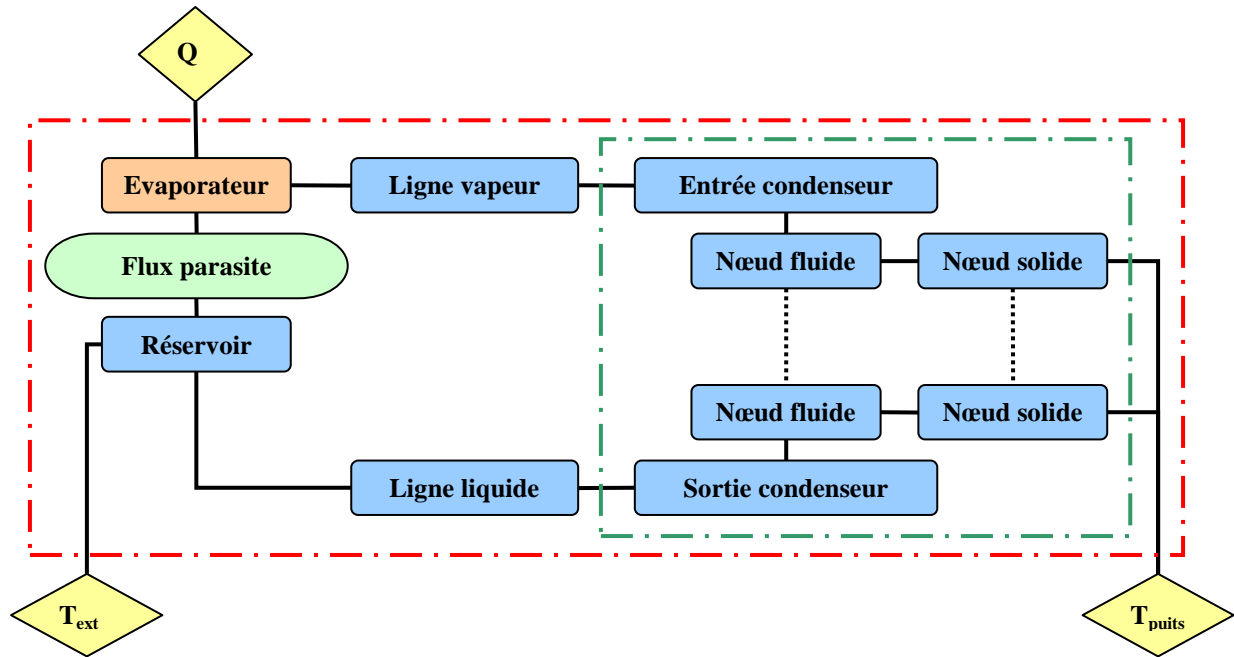 Q
Evaporateur
Ligne vapeur
Entrée condenseur
Flux parasite
Nœud fluide
Nœud solide
Réservoir
Nœud fluide
Nœud solide
Ligne liquide
Sortie condenseur
Text
Tpuits